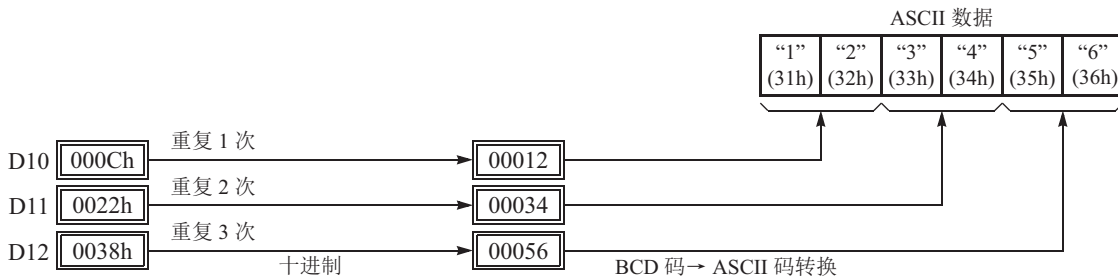 ASCII 数据
“1” “2” “3” “4” “5” “6”
(31h) (32h) (33h) (34h) (35h) (36h)
D10 000Ch 重复 1 次 00012
D11 0022h 重复 2 次 00034
D12 0038h 重复 3 次 00056
十进制 BCD 码→ ASCII 码转换